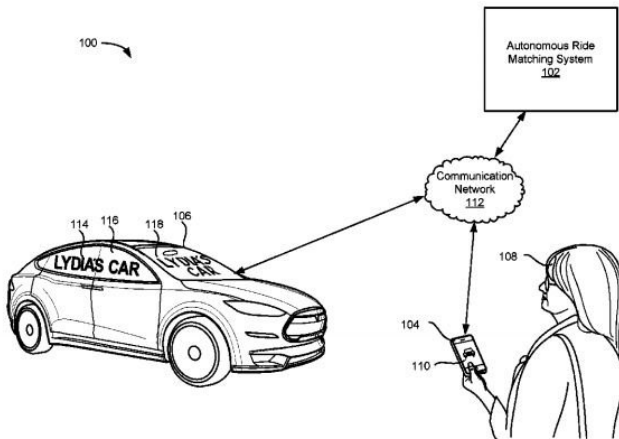 100
Autonomous Ride
Matching System
102
Communication
Network
112
114
116
118
106
LYDIA'S CAR
LYDIA'S
CAR
108
104
110